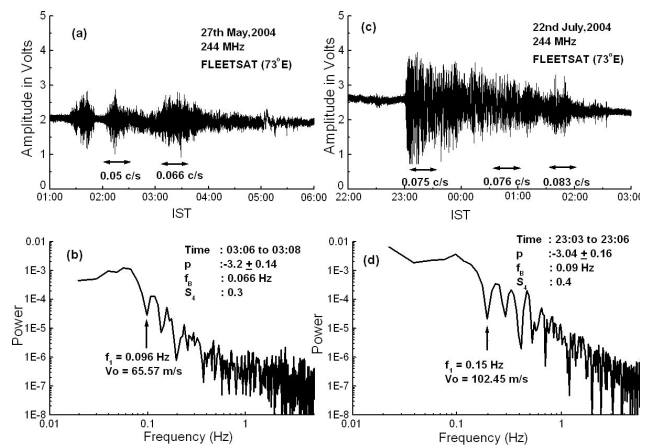 (a)
27th May,2004
244 MHz
FLEETSAT (73°E)
Amplitude in Volts
5
4
3
2
1
0
0.05 c/s
0.066 c/s
01:00 02:00 03:00 04:00 05:00 06:00
IST
(c)
22nd July,2004
244 MHz
FLEETSAT (73°E)
Amplitude in Volts
5
4
3
2
1
0
0.075 c/s
0.076 c/s
0.083 c/s
22:00 23:00 00:00 01:00 02:00 03:00
IST
(b)
Time : 03:06 to 03:08
p :-3.2 ± 0.14
fB : 0.066 Hz
S4 : 0.3
Power
0.01
1E-3
1E-4
1E-5
1E-6
1E-7
1E-8
f1 = 0.096 Hz
Vo = 65.57 m/s
0.01 0.1 1
Frequency (Hz)
(d)
Time : 23:03 to 23:06
p :-3.04 ± 0.16
fB : 0.09 Hz
S4 : 0.4
Power
0.01
1E-3
1E-4
1E-5
1E-6
1E-7
1E-8
f1 = 0.15 Hz
Vo = 102.45 m/s
0.01 0.1 1
Frequency (Hz)